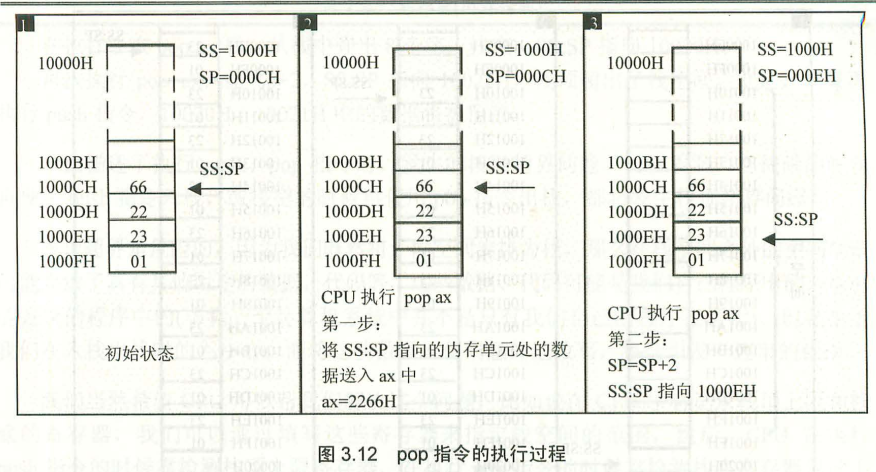 1
SS=1000H
10000H
SP=000CH
1000BH
SS:SP
1000CH 66
1000DH 22
1000EH 23
1000FH 01
初始状态
2
SS=1000H
10000H
SP=000CH
1000BH
SS:SP
1000CH 66
1000DH 22
1000EH 23
1000FH 01
CPU 执行 pop ax
第一步：
将 SS:SP 指向的内存单元处的数
据送入 ax 中
ax=2266H
3
SS=1000H
10000H
SP=000EH
1000BH
1000CH 66
1000DH 22
SS:SP
1000EH 23
1000FH 01
CPU 执行 pop ax
第二步：
SP=SP+2
SS:SP 指向 1000EH
图 3.12 pop 指令的执行过程